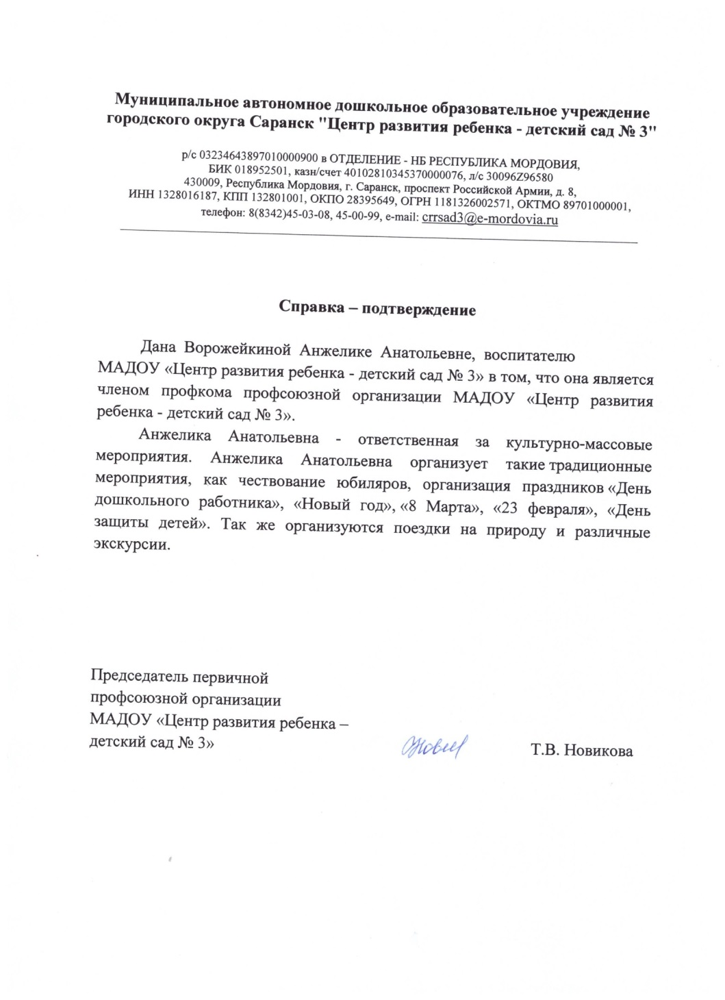 Муниципальное автономное дошкольное образовательное учреждение
городского округа Саранск "Центр развития ребенка - детский сад № 3"
р/с 03234643897010000900 в ОТДЕЛЕНИЕ - НБ РЕСПУБЛИКА МОРДОВИЯ,
БИК 018952501, казн/счет 40102810345370000076, л/с 30096Z96580
430009, Республика Мордовия, г. Саранск, проспект Российской Армии, д. 8,
ИНН 1328016187, КПП 132801001, ОКПО 28395649, ОГРН 1181326002571, ОКТМО 89701000001,
телефон: 8(8342)45-03-08, 45-00-99, e-mail: crrsad3@e-mordovia.ru
Справка – подтверждение
Дана Ворожейкиной Анжелике Анатольевне, воспитателю
МАДОУ «Центр развития ребенка - детский сад № 3» в том, что она является
членом профкома профсоюзной организации МАДОУ «Центр развития
ребенка - детский сад № 3».
Анжелика Анатольевна - ответственная за культурно-массовые
мероприятия. Анжелика Анатольевна организует такие традиционные
мероприятия, как чествование юбиляров, организация праздников «День
дошкольного работника», «Новый год», «8 Марта», «23 февраля», «День
защиты детей». Так же организуются поездки на природу и различные
экскурсии.
Председатель первичной
профсоюзной организации
МАДОУ «Центр развития ребенка –
детский сад № 3»
Т.В. Новикова